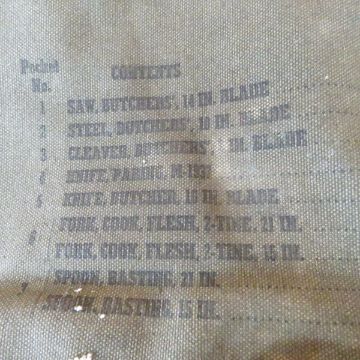 Pocket No. CONTENTS
1 SAW, BUTCHERS', 14 IN. BLADE
2 STEEL, BUTCHERS', 10 IN. BLADE
3 CLEAVER, BUTCHERS', IN. BLADE
4 KNIFE, PARING, M-1937
5 KNIFE, BUTCHER, 10 IN. BLADE
6 FORK, COOK, FLESH, 2-TINE, 21 IN.
FORK, COOK, FLESH, 2-TINE, 15 IN.
7 SPOON, BASTING, 21 IN.
SPOON, BASTING, 15 IN.